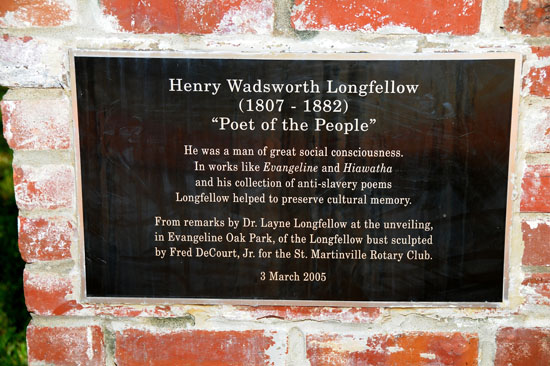 Henry Wadsworth Longfellow
(1807 - 1882)
“Poet of the People”
He was a man of great social consciousness.
In works like Evangeline and Hiawatha
and his collection of anti-slavery poems
Longfellow helped to preserve cultural memory.
From remarks by Dr. Layne Longfellow at the unveiling,
in Evangeline Oak Park, of the Longfellow bust sculpted
by Fred DeCourt, Jr. for the St. Martinville Rotary Club.
3 March 2005